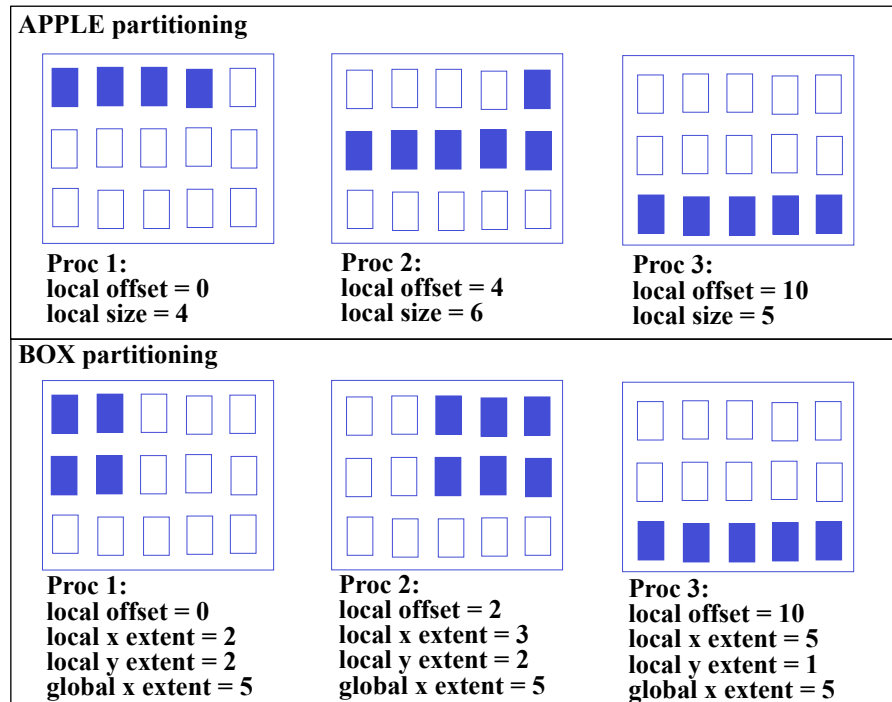 APPLE partitioning
Proc 1:
local offset = 0
local size = 4
Proc 2:
local offset = 4
local size = 6
Proc 3:
local offset = 10
local size = 5
BOX partitioning
Proc 1:
local offset = 0
local x extent = 2
local y extent = 2
global x extent = 5
Proc 2:
local offset = 2
local x extent = 3
local y extent = 2
global x extent = 5
Proc 3:
local offset = 10
local x extent = 5
local y extent = 1
global x extent = 5